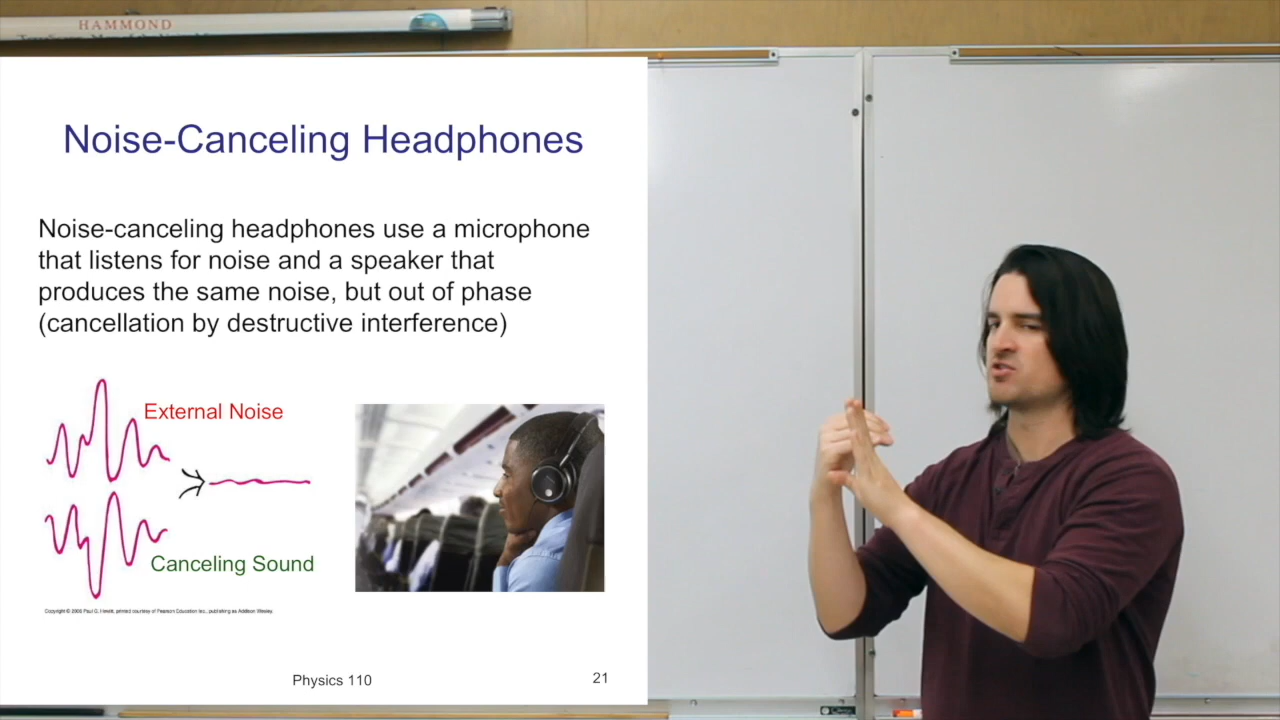 HAMMOND
Noise-Canceling Headphones
Noise-canceling headphones use a microphone
that listens for noise and a speaker that
produces the same noise, but out of phase
(cancellation by destructive interference)
External Noise
Canceling Sound
Physics 110
21